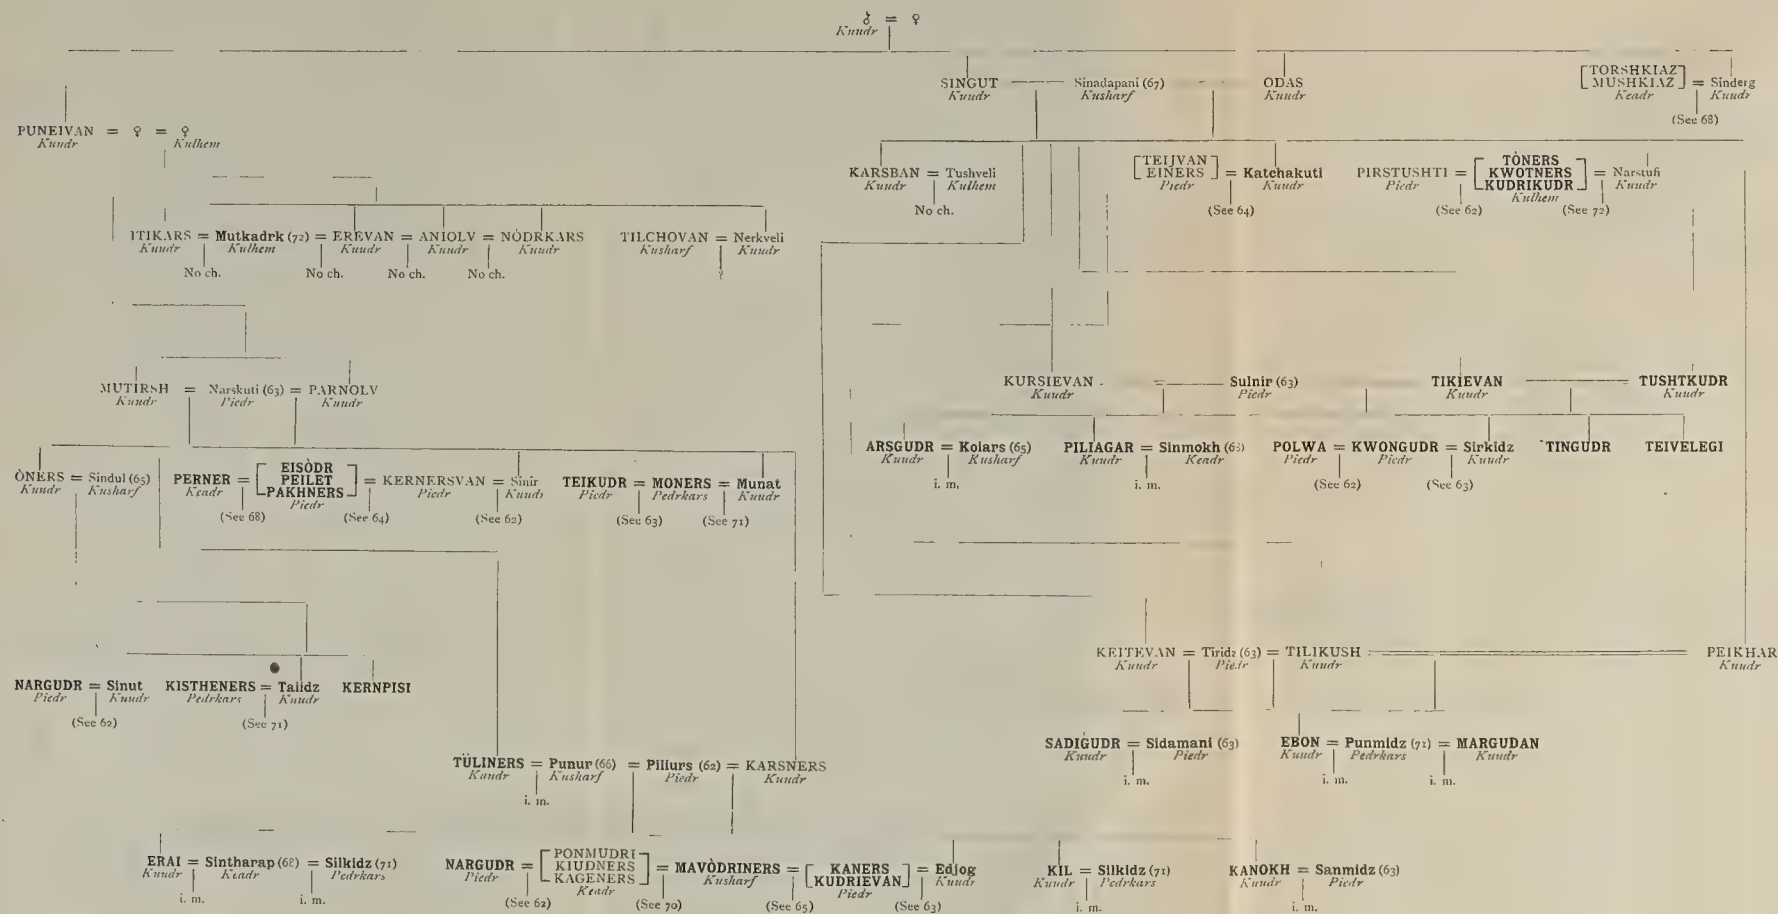 ♂ = ♀
Kuudr
SINGUT Sinadapani (67) ODAS [TORSHKIAZ MUSHKIAZ] = Sinderg
Kuudr Kusharf Kuudr Keadr Kuudr
(See 68)
PUNEIVAN = ♀ = ♀
Kuudr Kulhem
KARSBAN = Tushveli [TEIJVAN EINERS] = Katchakuti PIRSTUSHTI = [TÒNERS KWOTNERS KUDRIKUDR] = Narstufi
Kuudr Kulhem Piedr Kuudr Piedr Kulhem Kuudr
No ch. (See 64) (See 62) (See 72)
ITIKARS = Mutkadrk (72) = EREVAN = ANIOLV = NÒDRKARS TILCHOVAN = Nerkveli
Kuudr Kulhem Kuudr Kuudr Kuudr Kusharf Kuudr
No ch. No ch. No ch. No ch. ?
MUTIRSH = Narskuti (63) = PARNOLV
Kuudr Piedr Kuudr
KURSIEVAN = Sulnir (63) TIKIEVAN TUSHTKUDR
Kuudr Piedr Kuudr Kuudr
ARSGUDR = Kolars (65) PILIAGAR = Sinmokh POLWA = KWONGUDR = Sirkidz TINGUDR TEIVELEGI
Kuudr Kusharf Kuudr Keadr Piedr Piedr Kuudr
i. m. i. m. (See 62) (See 63)
ÒNERS = Sindul (65) PERNER = [EISÒDR PEILET PAKHNERS] = KERNERSVAN = Sinir TEIKUDR = MONERS = Munat
Kuudr Kusharf Keadr Piedr Piedr Kuudr Piedr Pedrkars Kuudr
(See 68) (See 64) (See 62) (See 63) (See 71)
KEITEVAN = Tiridz (63) = TILIKUSH PEIKHAR
Kuudr Piedr Kuudr Kuudr
NARGUDR = Sinut KISTHENERS = Taiidz KERNPISI
Piedr Kuudr Pedrkars Kuudr
(See 62) (See 71)
SADIGUDR = Sidamani (63) EBON = Punmidz (71) = MARGUDAN
Kuudr Piedr Kuudr Pedrkars Kuudr
i. m. i. m. i. m.
TÜLINERS = Punur (66) = Piliurs (62) = KARSNERS
Kuudr Kusharf Piedr Kuudr
i. m.
ERAI = Sintharap (68) = Silkidz (71) NARGUDR = [PONMUDRI KIUDNERS KAGENERS] = MAVÒDRINERS = [KANERS KUDRIEVAN] = Edjog KIL = Silkidz (71) KANOKH = Sanmidz (63)
Kuudr Keadr Pedrkars Piedr Keadr Kusharf Piedr Kuudr Kuudr Pedrkars Kuudr Piedr
i. m. i. m. (See 62) (See 70) (See 65) (See 63) i. m. i. m.